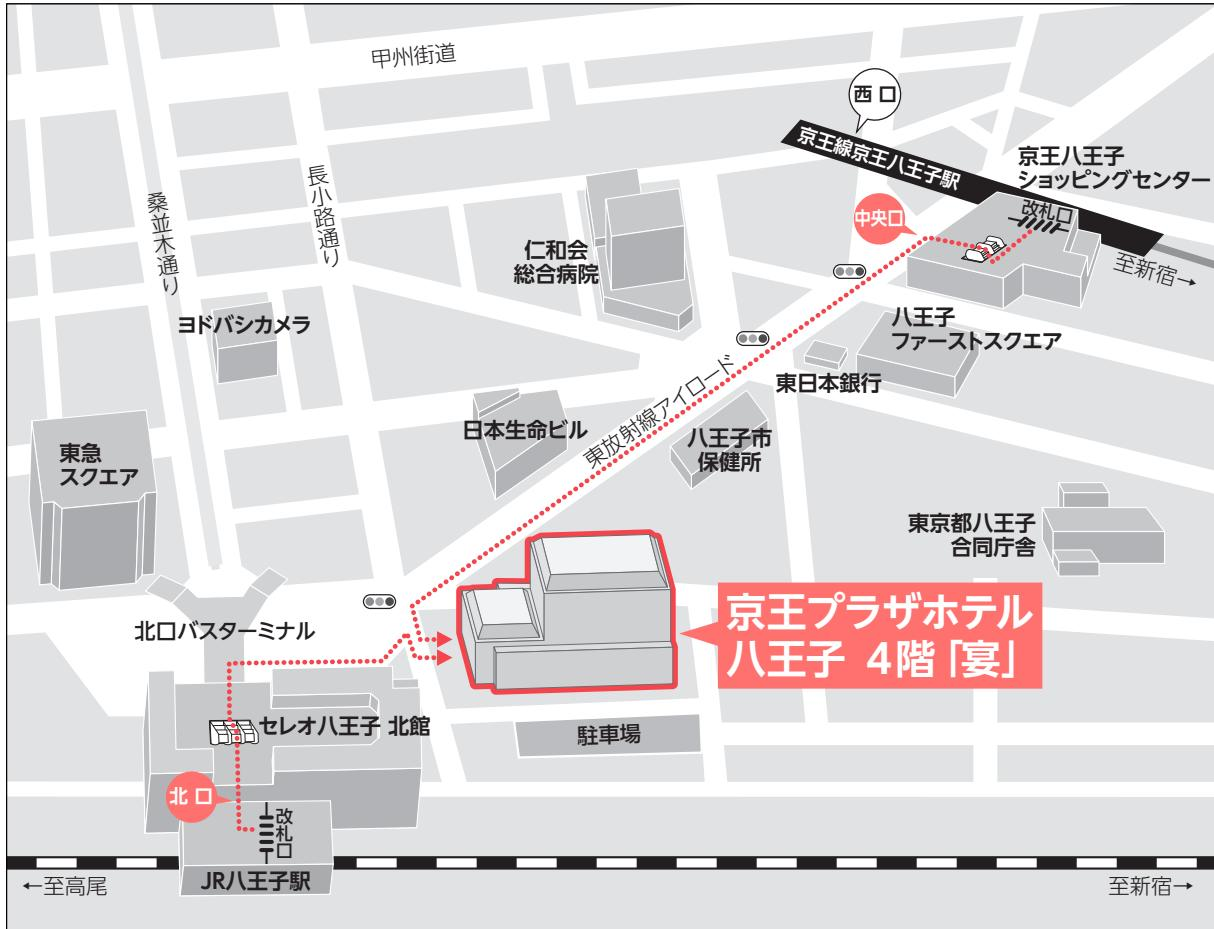 甲州街道
西口
京王線京王八王子駅
京王八王子
ショッピングセンター
改札口
中央口
至新宿→
桑並木通り
長小路通り
仁和会
総合病院
ヨドバシカメラ
八王子
ファーストスクエア
東日本銀行
東放射線アイロード
日本生命ビル
八王子市
保健所
東急
スクエア
東京都八王子
合同庁舎
京王プラザホテル
八王子 4階「宴」
北口バスターミナル
セレオ八王子 北館
駐車場
北口
改札口
JR八王子駅
←至高尾
至新宿→